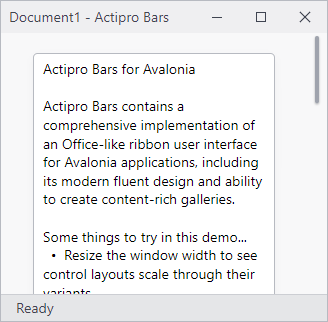 Document1 - Actipro Bars
Actipro Bars for Avalonia
Actipro Bars contains a
comprehensive implementation of
an Office-like ribbon user interface
for Avalonia applications, including
its modern fluent design and ability
to create content-rich galleries.
Some things to try in this demo...
• Resize the window width to see
control layouts scale through their
variants
Ready